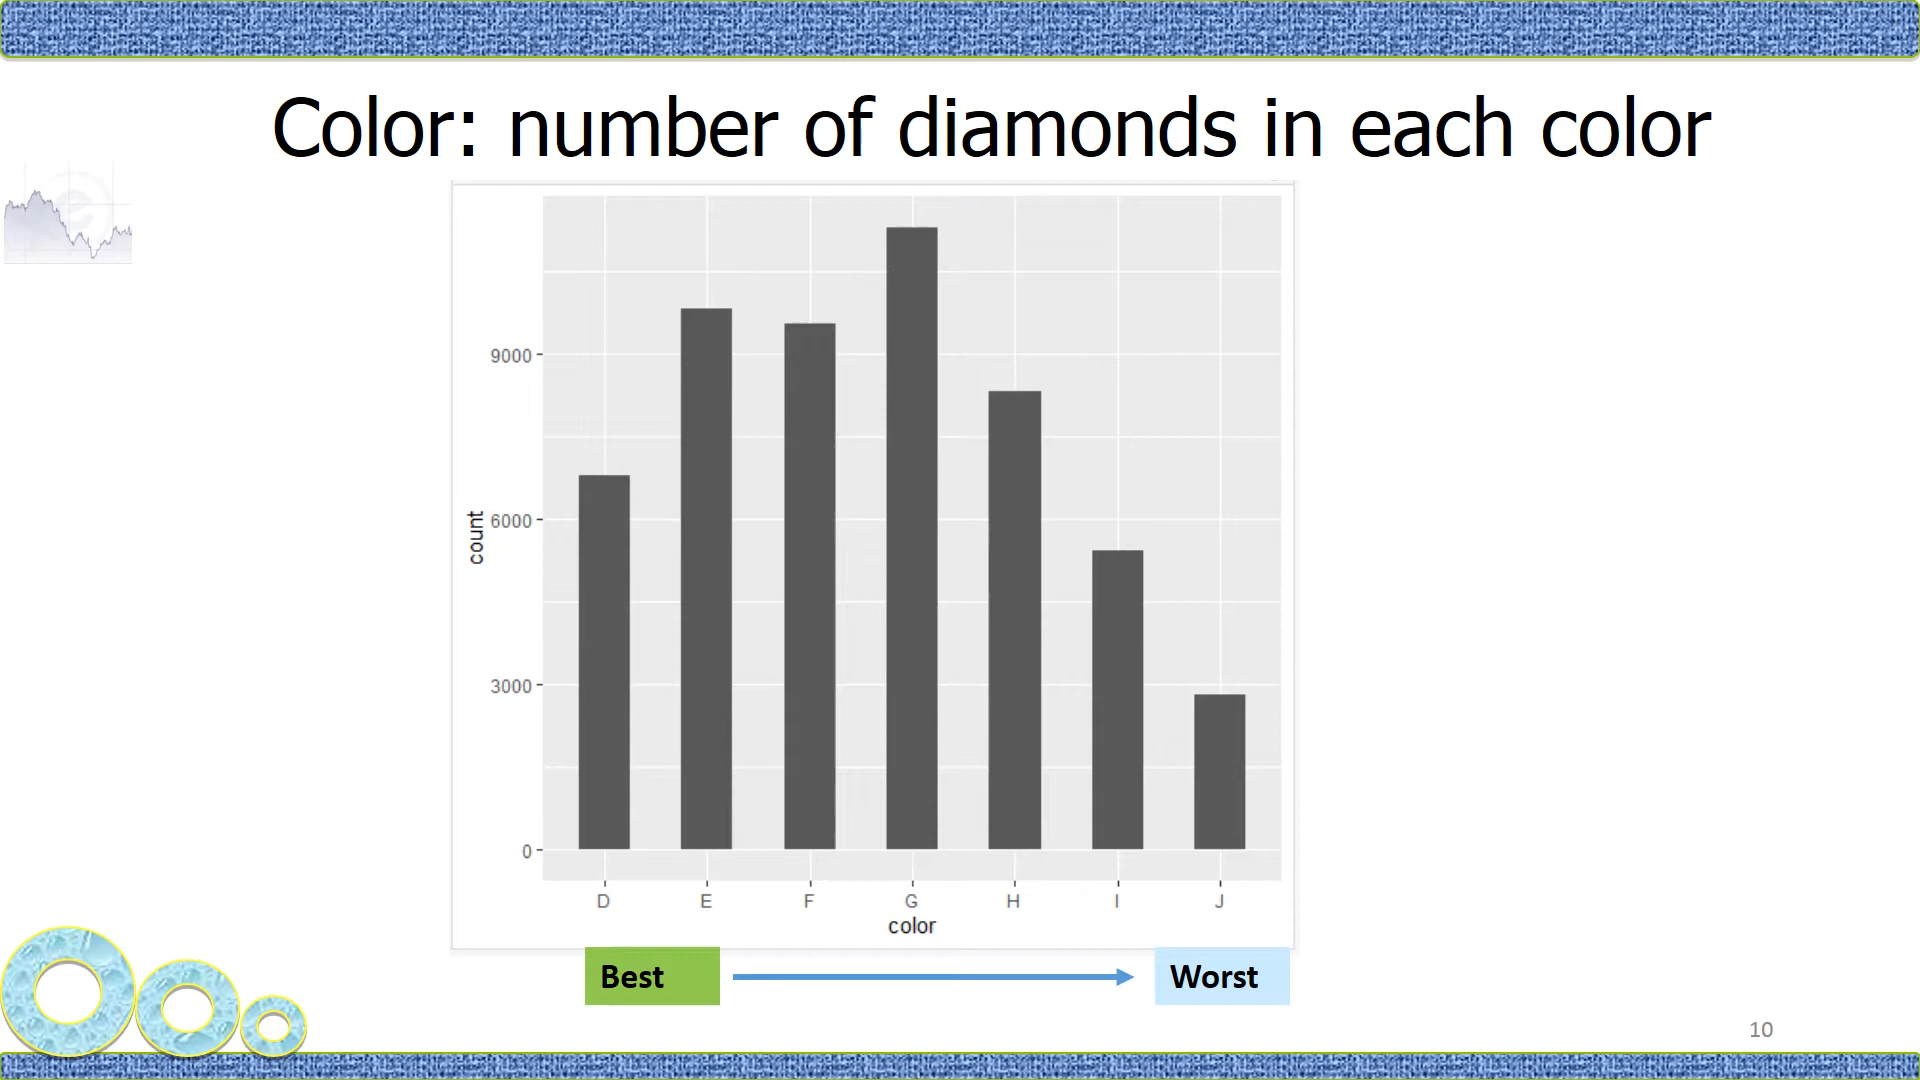 Color: number of diamonds in each color
9000
6000
3000
0
count
D E F G H I J
color
Best
Worst
10